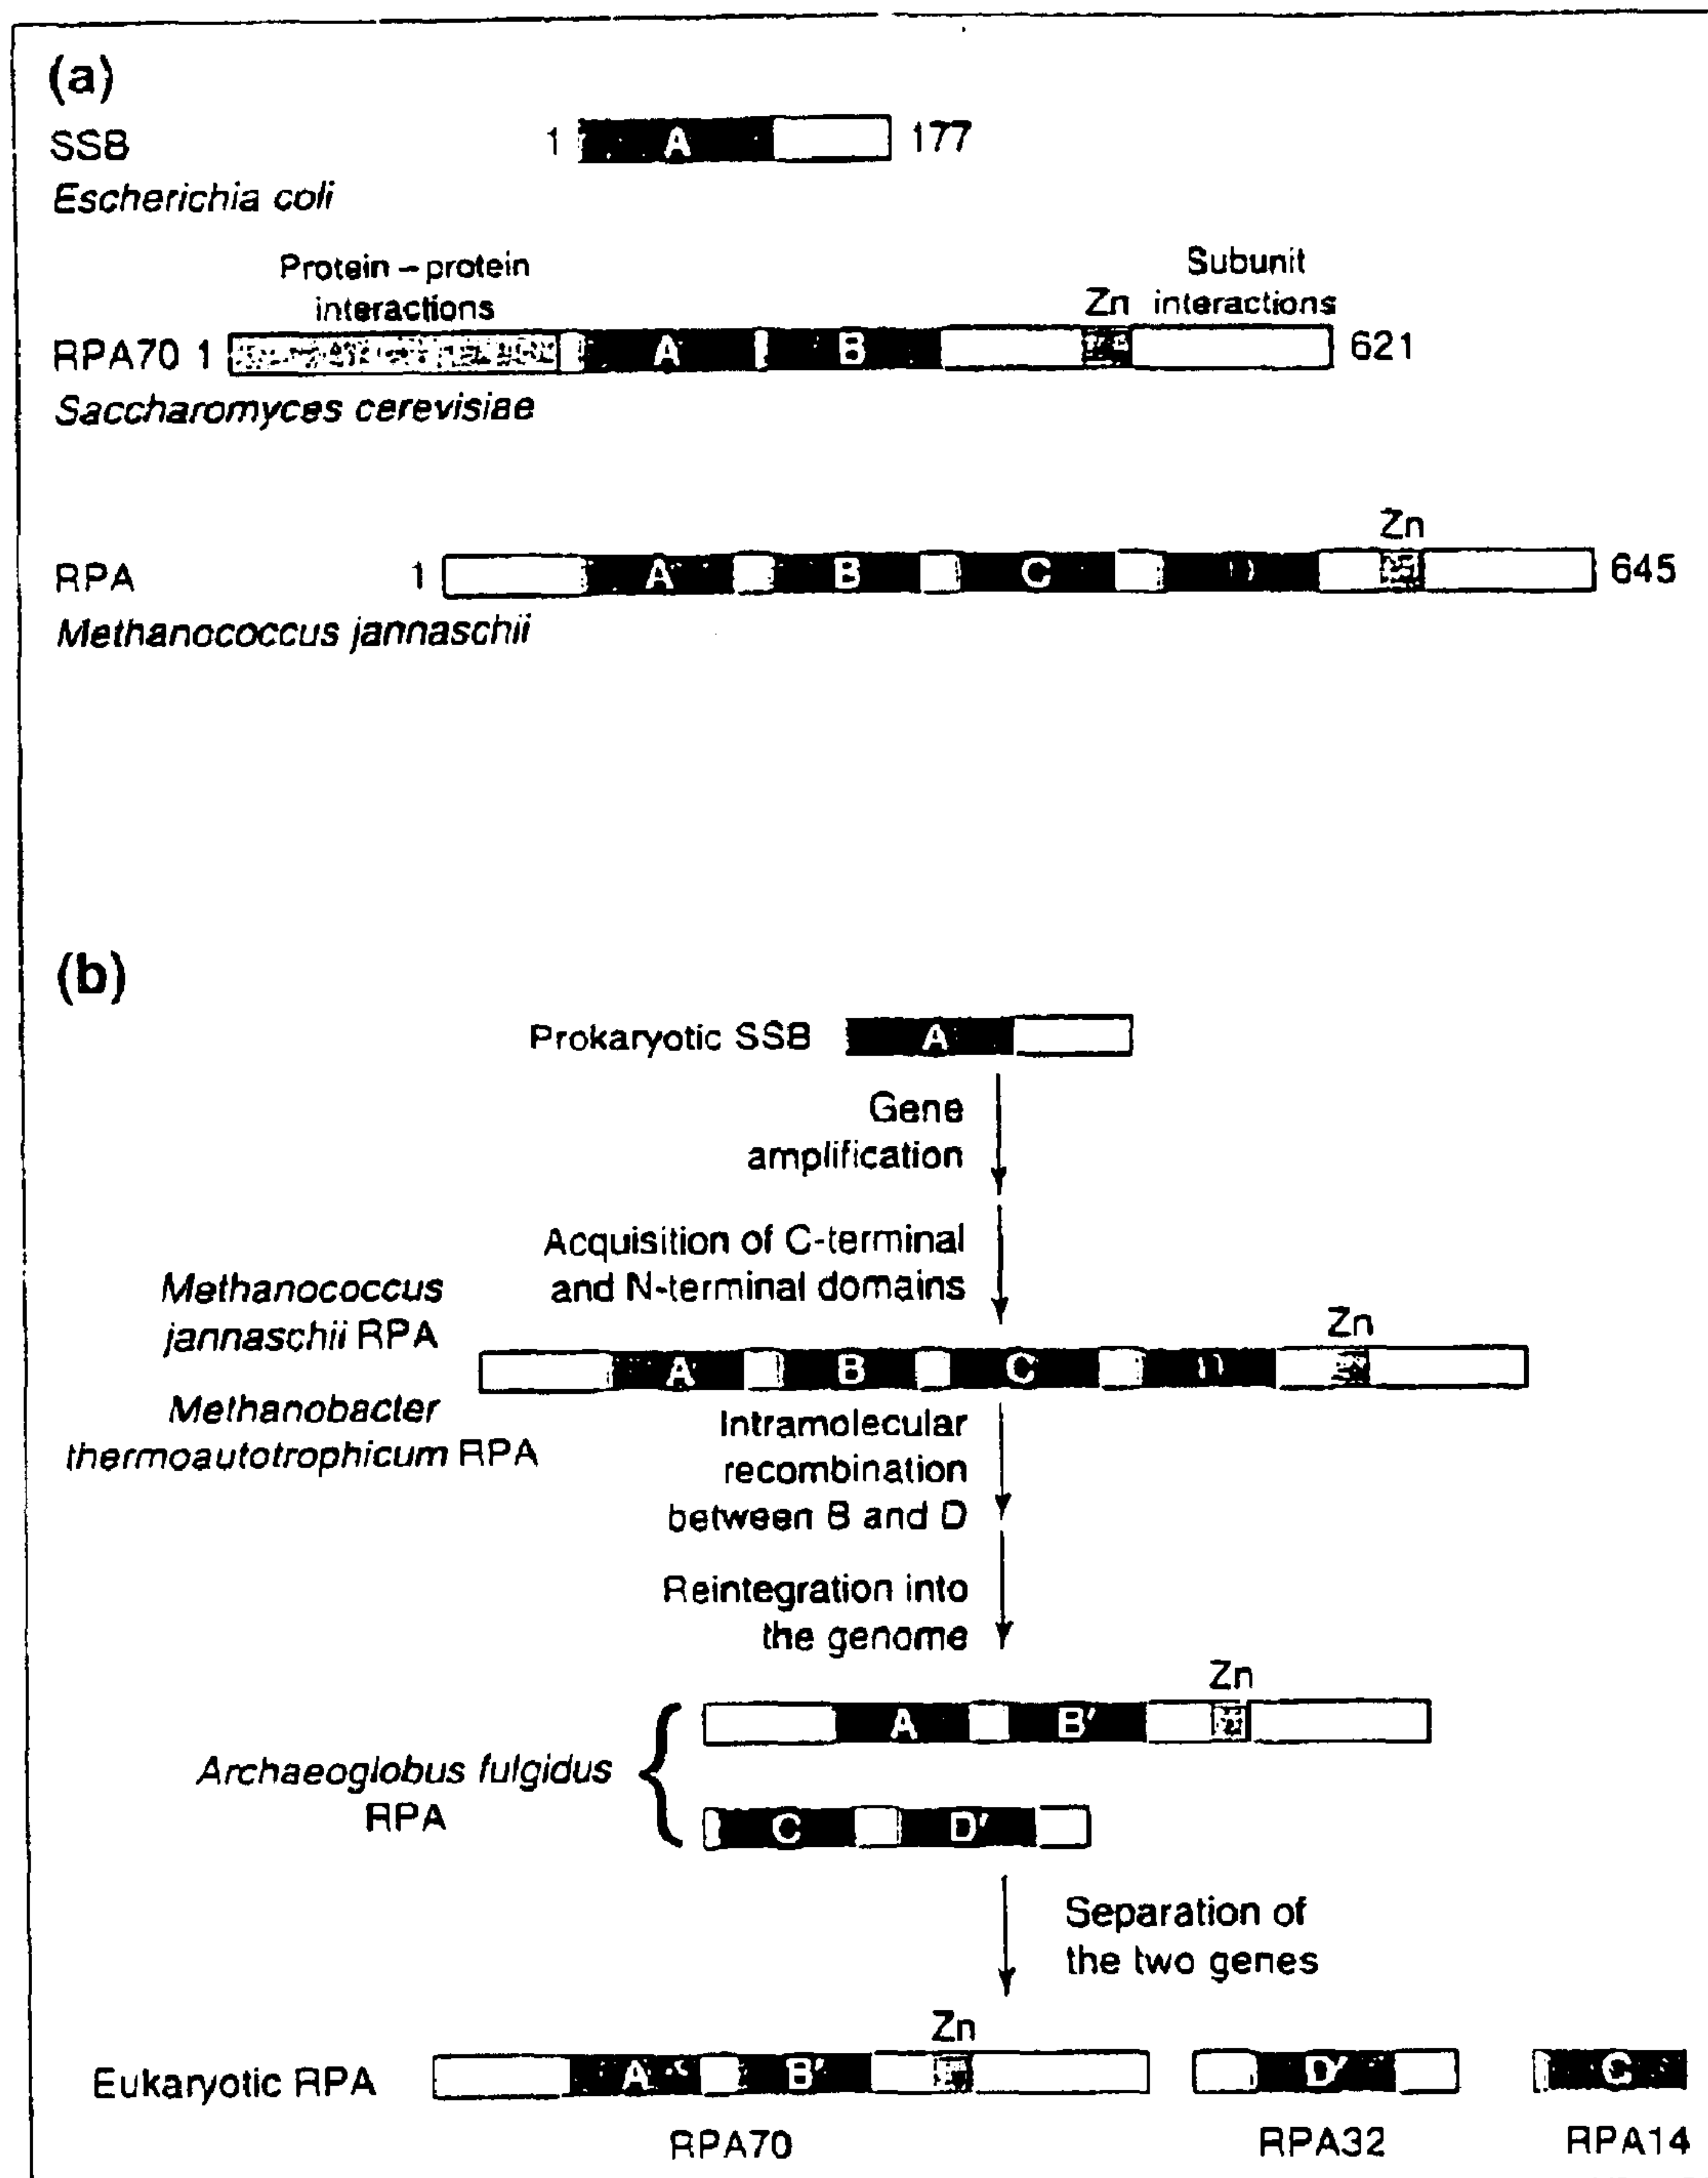 (a)
SSB
1 A 177
Escherichia coli
Protein – protein
interactions
Subunit
interactions
Zn
RPA70 1 A B 621
Saccharomyces cerevisiae
Zn
RPA 1 A B C D 645
Methanococcus jannaschii
(b)
Prokaryotic SSB A
Gene
amplification
Acquisition of C-terminal
and N-terminal domains
Methanococcus
jannaschii RPA
Methanobacter
thermoautotrophicum RPA
Zn
A B C D
Intramolecular
recombination
between B and D
Reintegration into
the genome
Zn
A B′
Archaeoglobus fulgidus
RPA
C D′
Separation of
the two genes
Zn
Eukaryotic RPA A B′ D′ C
RPA70 RPA32 RPA14